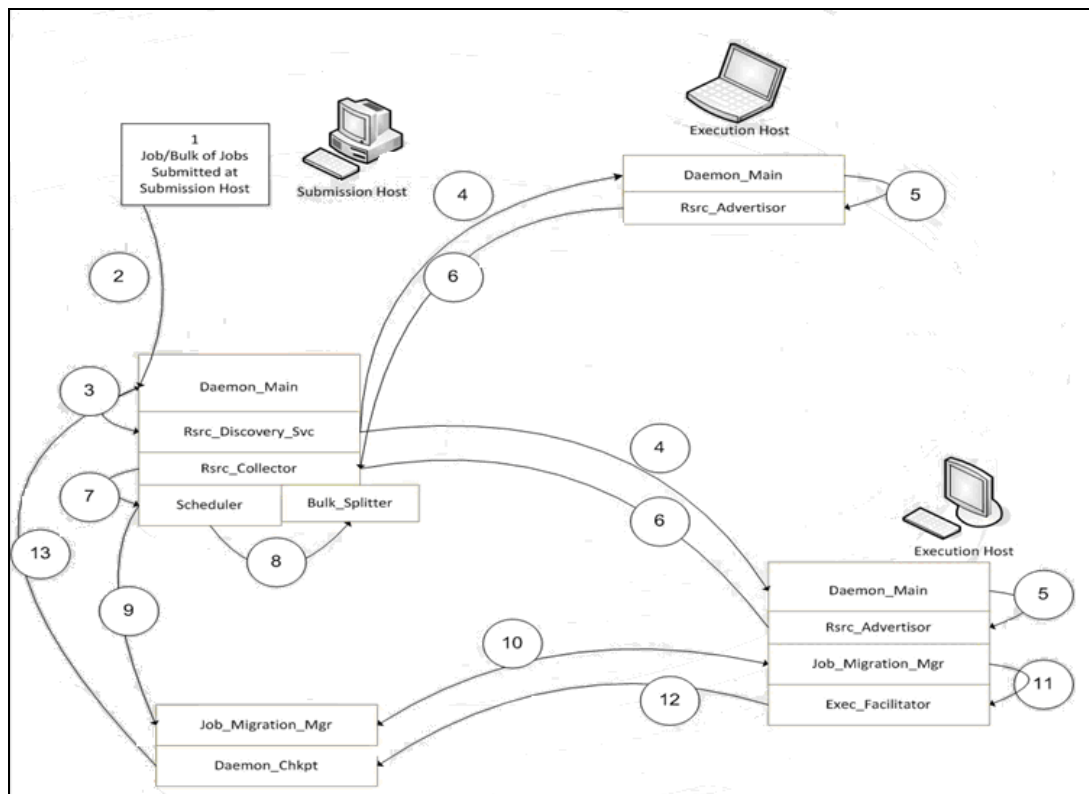 Execution Host
1
Job/Bulk of Jobs
Submitted at
Submission Host
Submission Host
Daemon_Main
Rsrc_Advertisor
4
5
2
6
3
Daemon_Main
Rsrc_Discovery_Svc
Rsrc_Collector
Scheduler
Bulk_Splitter
7
8
4
6
13
9
Execution Host
Daemon_Main
Rsrc_Advertisor
Job_Migration_Mgr
Exec_Facilitator
5
11
10
12
Job_Migration_Mgr
Daemon_Chkpt